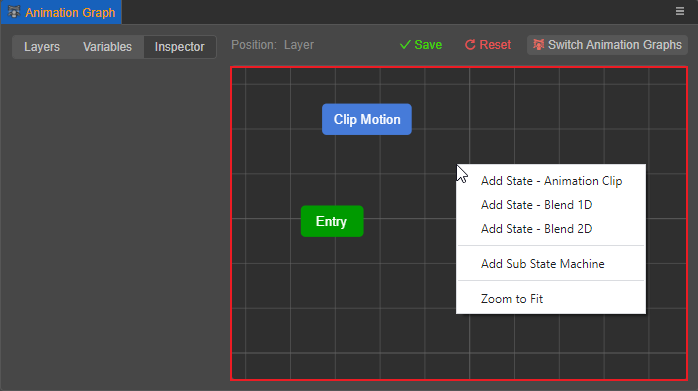 Animation Graph
Layers Variables Inspector
Position: Layer Save Reset Switch Animation Graphs
Clip Motion
Add State - Animation Clip
Add State - Blend 1D
Entry
Add State - Blend 2D
Add Sub State Machine
Zoom to Fit